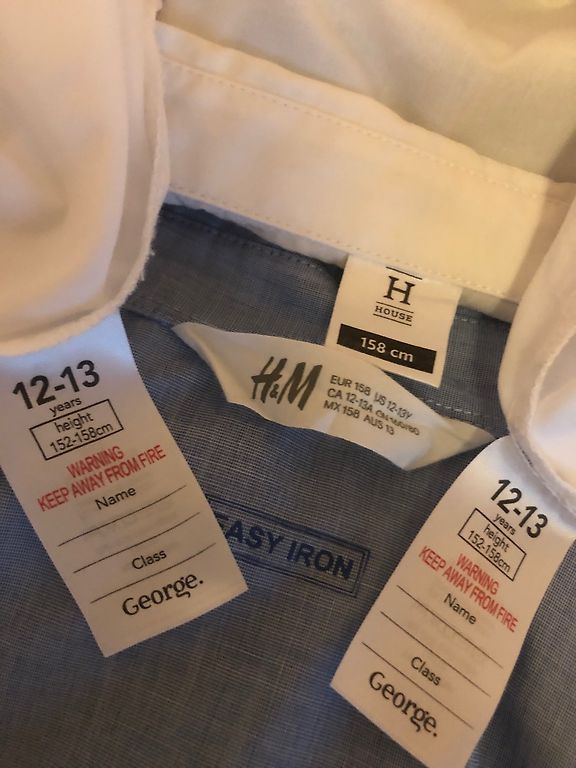 H
HOUSE
158 cm
H&M
EUR 158 US 12-13Y
CA 12-13A
MX 158 AUS 13
12-13
years
height
152-158cm
WARNING
KEEP AWAY FROM FIRE
Name
Class
George.
EASY IRON
12-13
years
height
152-158cm
WARNING
KEEP AWAY FROM FIRE
Name
Class
George.